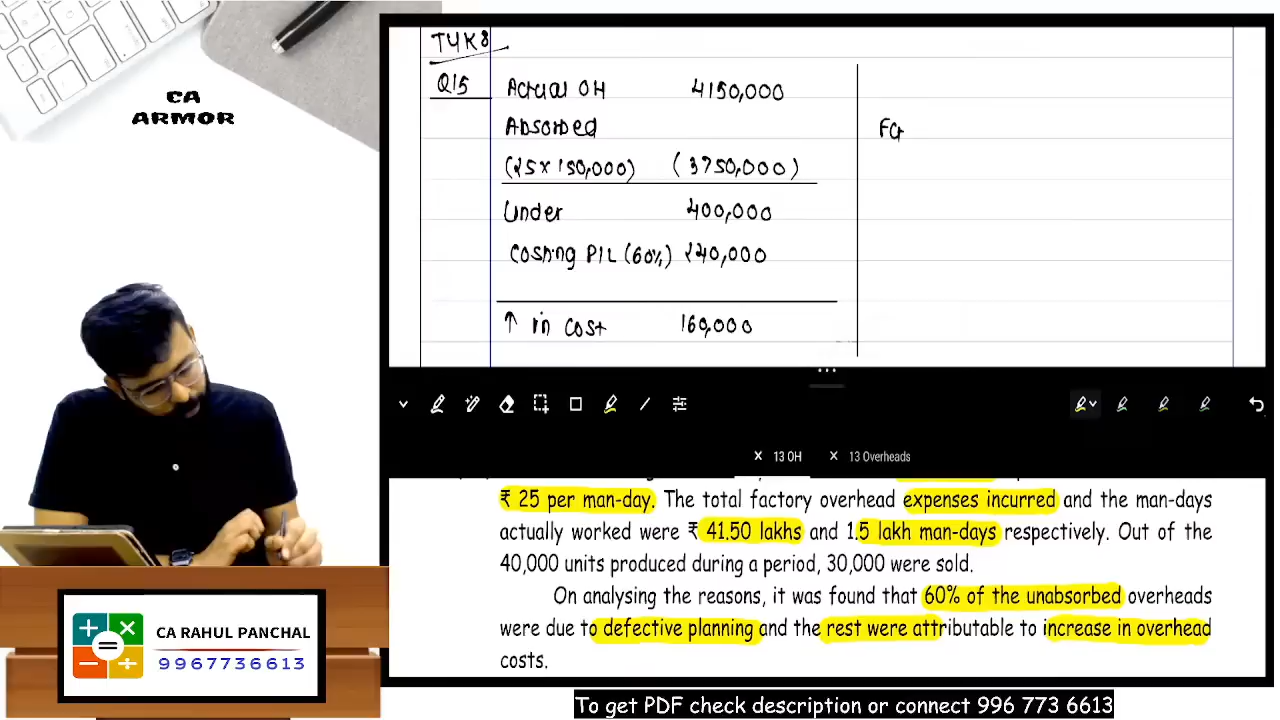 CA
ARMOR
TYK 8
Q15
Actual OH 4150,000
Absorbed
(25 x 150,000) (3750,000)
Under 400,000
Costing P/L (60%) 240,000
↑ in cost 160,000
FG
13 OH
13 Overheads
₹ 25 per man-day. The total factory overhead expenses incurred and the man-days
actually worked were ₹ 41.50 lakhs and 1.5 lakh man-days respectively. Out of the
40,000 units produced during a period, 30,000 were sold.
On analysing the reasons, it was found that 60% of the unabsorbed overheads
were due to defective planning and the rest were attributable to increase in overhead
costs.
CA RAHUL PANCHAL
9967736613
To get PDF check description or connect 996 773 6613